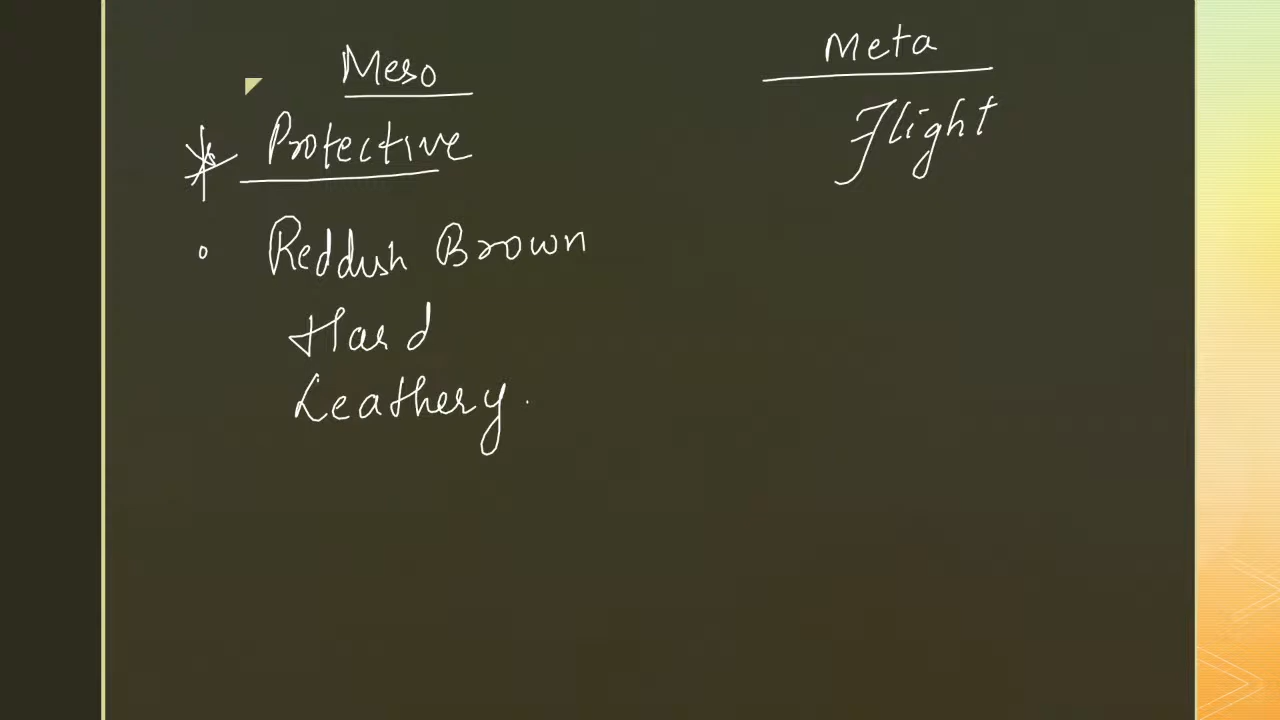 Meso
Meta
Protective
Flight
Reddish Brown
Hard
Leathery.